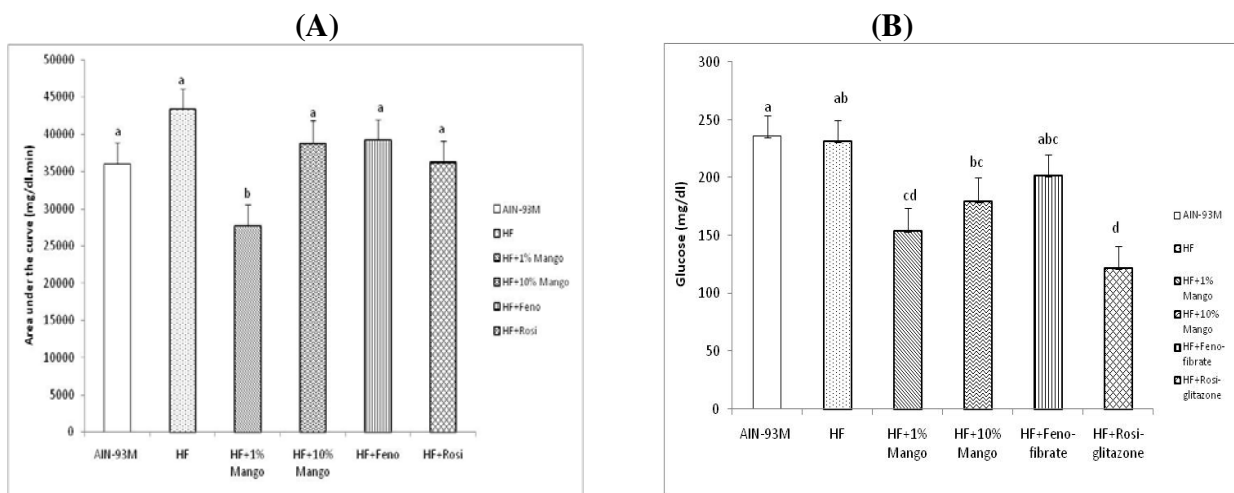 (A)
Area under the curve (mg/dl.min)
50000
45000
40000
35000
30000
25000
20000
15000
10000
5000
0
a
a
b
a
a
a
AIN-93M
HF
HF+1%
Mango
HF+10%
Mango
HF+Feno
HF+Rosi
AIN-93M
HF
HF+1% Mango
HF+10% Mango
HF+Feno
HF+Rosi
(B)
Glucose (mg/dl)
300
250
200
150
100
50
0
a
ab
cd
bc
abc
d
AIN-93M
HF
HF+1%
Mango
HF+10%
Mango
HF+Feno-
fibrate
HF+Rosi-
glitazone
AIN-93M
HF
HF+1%
Mango
HF+10%
Mango
HF+Feno-
fibrate
HF+Rosi-
glitazone